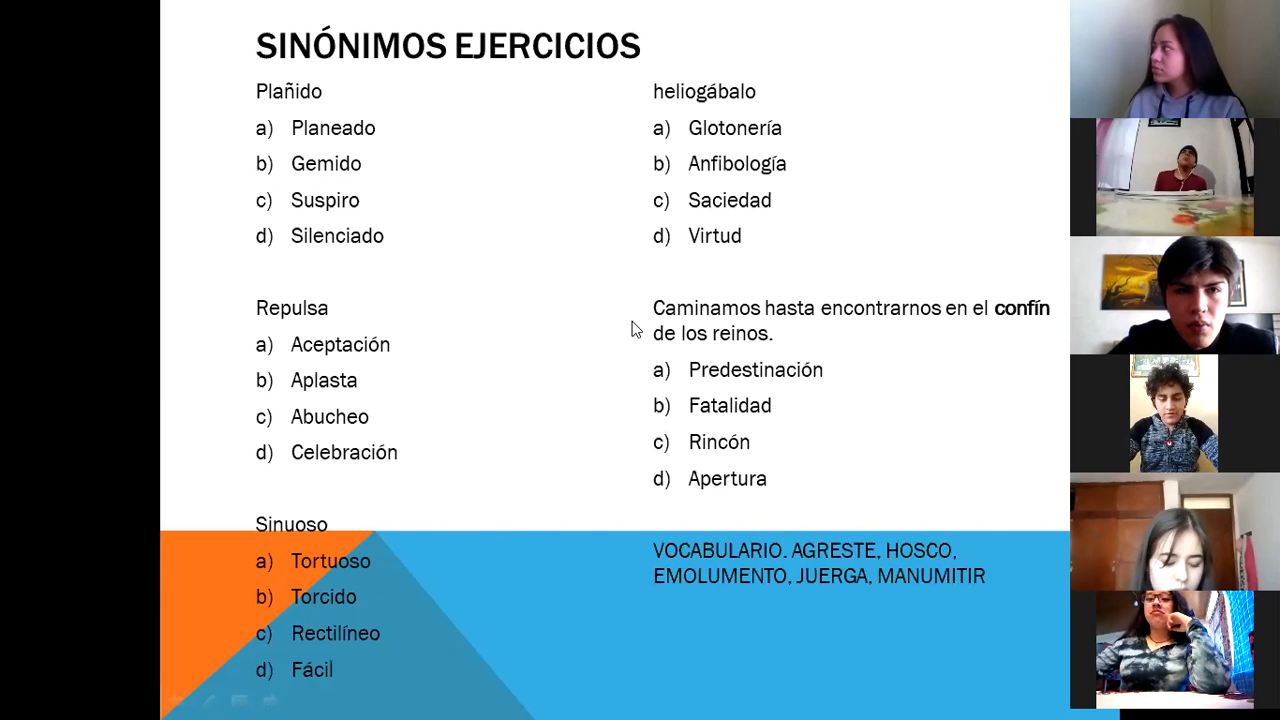 SINÓNIMOS EJERCICIOS
Plañido
a) Planeado
b) Gemido
c) Suspiro
d) Silenciado
Repulsa
a) Aceptación
b) Aplasta
c) Abucheo
d) Celebración
Sinuoso
a) Tortuoso
b) Torcido
c) Rectilíneo
d) Fácil
heliogábalo
a) Glotonería
b) Anfibología
c) Saciedad
d) Virtud
Caminamos hasta encontrarnos en el confín
de los reinos.
a) Predestinación
b) Fatalidad
c) Rincón
d) Apertura
VOCABULARIO. AGRESTE, HOSCO,
EMOLUMENTO, JUERGA, MANUMITIR